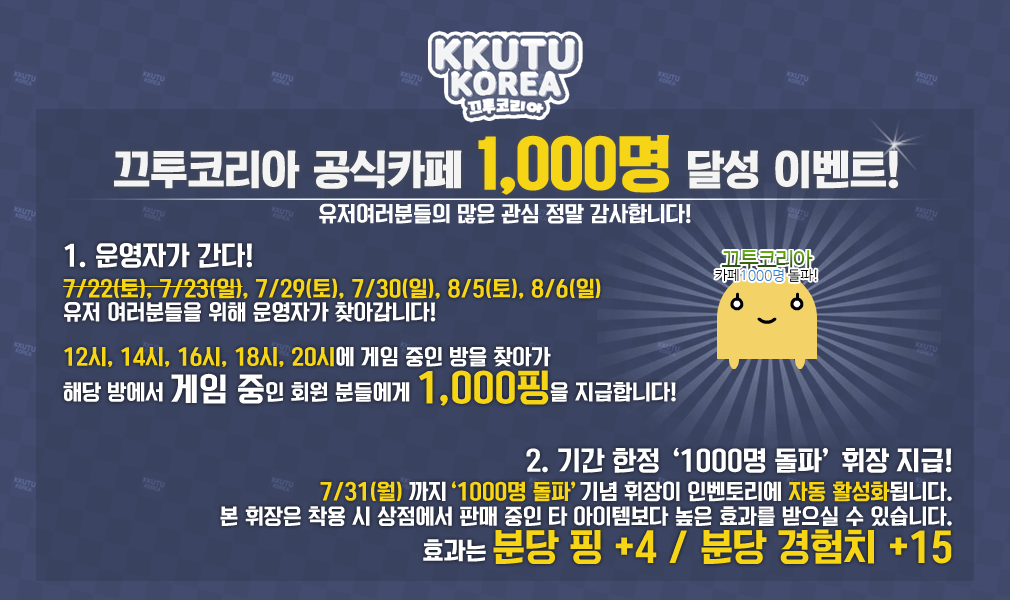 KKUTU
KOREA
끄투코리아
끄투코리아 공식카페 1,000명 달성 이벤트!
유저여러분들의 많은 관심 정말 감사합니다!
1. 운영자가 간다!
7/22(토), 7/23(일), 7/29(토), 7/30(일), 8/5(토), 8/6(일)
유저 여러분들을 위해 운영자가 찾아갑니다!
12시, 14시, 16시, 18시, 20시에 게임 중인 방을 찾아가
해당 방에서 게임 중인 회원 분들에게 1,000핑을 지급합니다!
끄투코리아
카페1000명 돌파!
2. 기간 한정 ‘1000명 돌파’ 휘장 지급!
7/31(월) 까지 ‘1000명 돌파’ 기념 휘장이 인벤토리에 자동 활성화됩니다.
본 휘장은 착용 시 상점에서 판매 중인 타 아이템보다 높은 효과를 받으실 수 있습니다.
효과는 분당 핑 +4 / 분당 경험치 +15